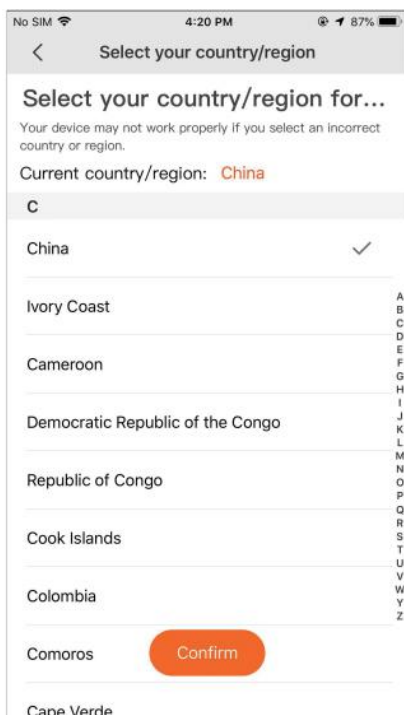 No SIM 4:20 PM 87%
Select your country/region
Select your country/region for...
Your device may not work properly if you select an incorrect
country or region.
Current country/region: China
C
China
Ivory Coast
Cameroon
Democratic Republic of the Congo
Republic of Congo
Cook Islands
Colombia
Comoros
Confirm
Cape Verde
A
B
C
D
E
F
G
H
I
J
K
L
M
N
O
P
Q
R
S
T
U
V
W
Y
Z